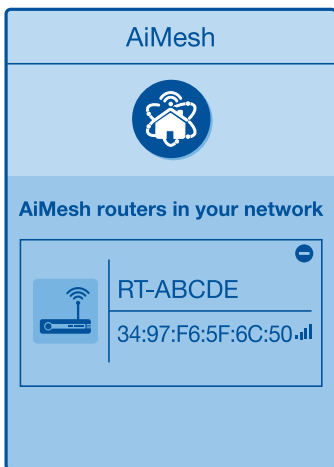 AiMesh
AiMesh routers in your network
RT-ABCDE
34:97:F6:5F:6C:50